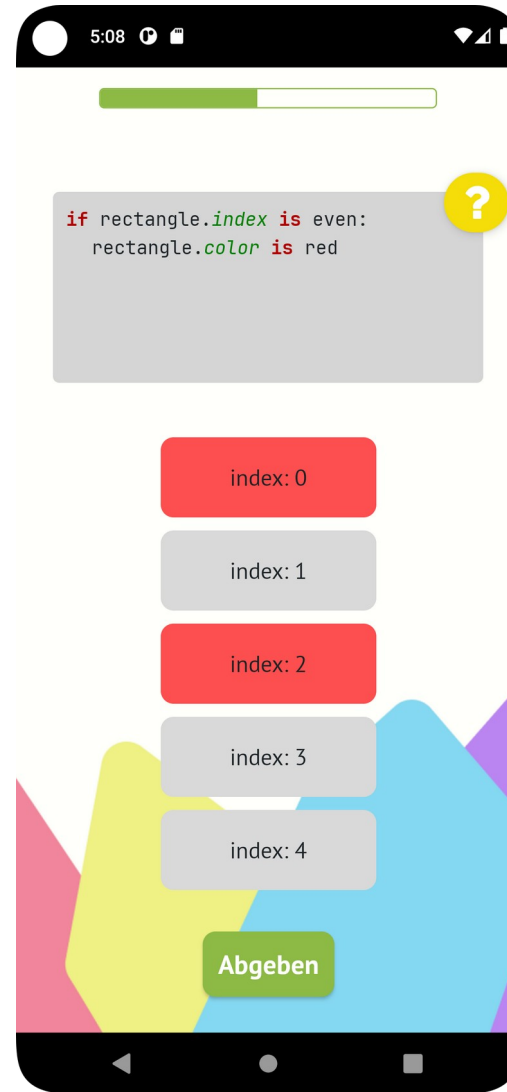 5:08
?
if rectangle.index is even:
rectangle.color is red
index: 0
index: 1
index: 2
index: 3
index: 4
Abgeben